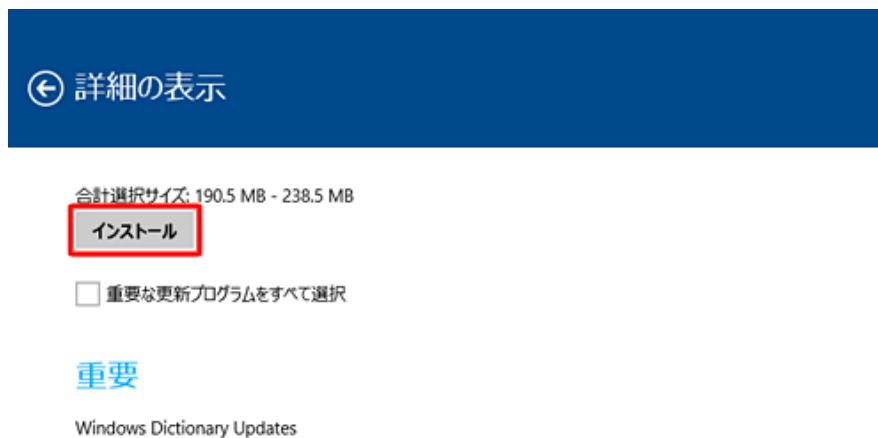 詳細の表示
合計選択サイズ: 190.5 MB - 238.5 MB
インストール
重要な更新プログラムをすべて選択
重要
Windows Dictionary Updates